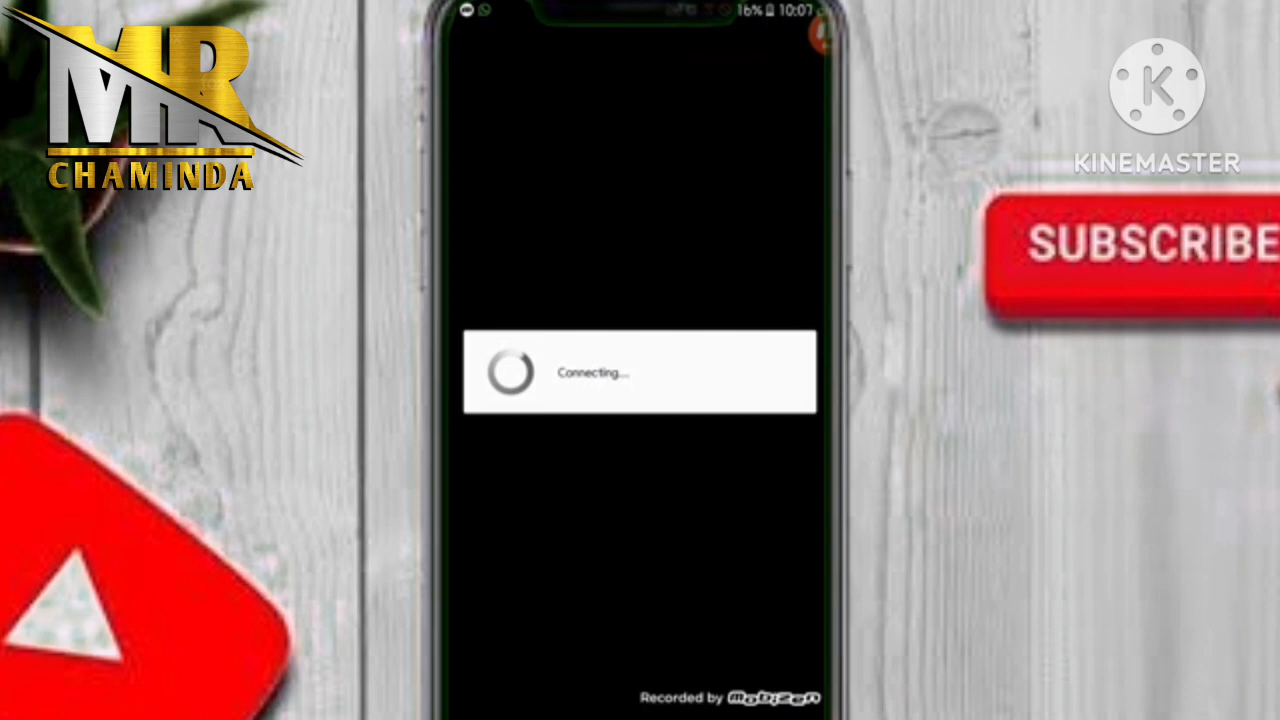 MR
CHAMINDA
16% 10:07
K
KINEMASTER
SUBSCRIBE
Connecting...
Recorded by Mobizen